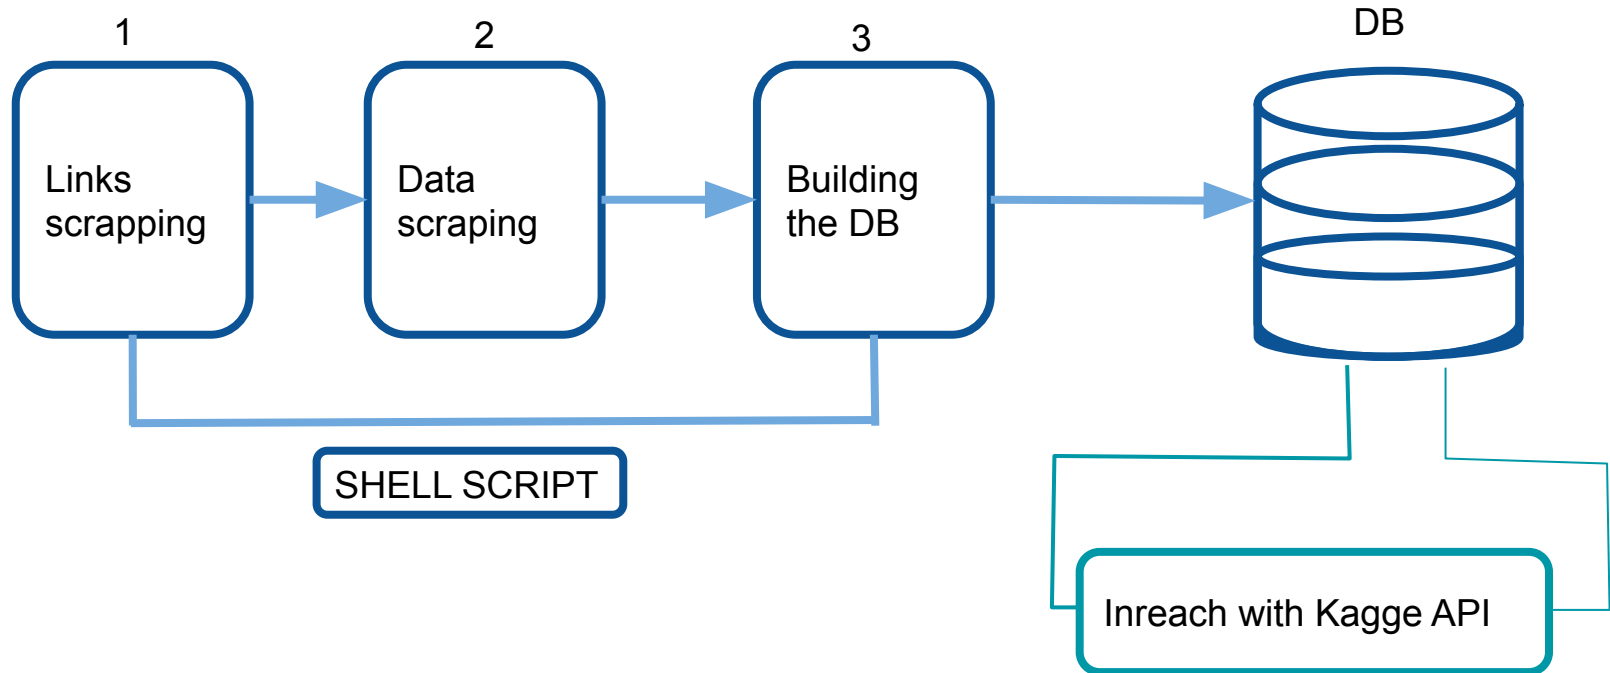 1
2
3
DB
Links
scrapping
Data
scraping
Building
the DB
SHELL SCRIPT
Inreach with Kagge API